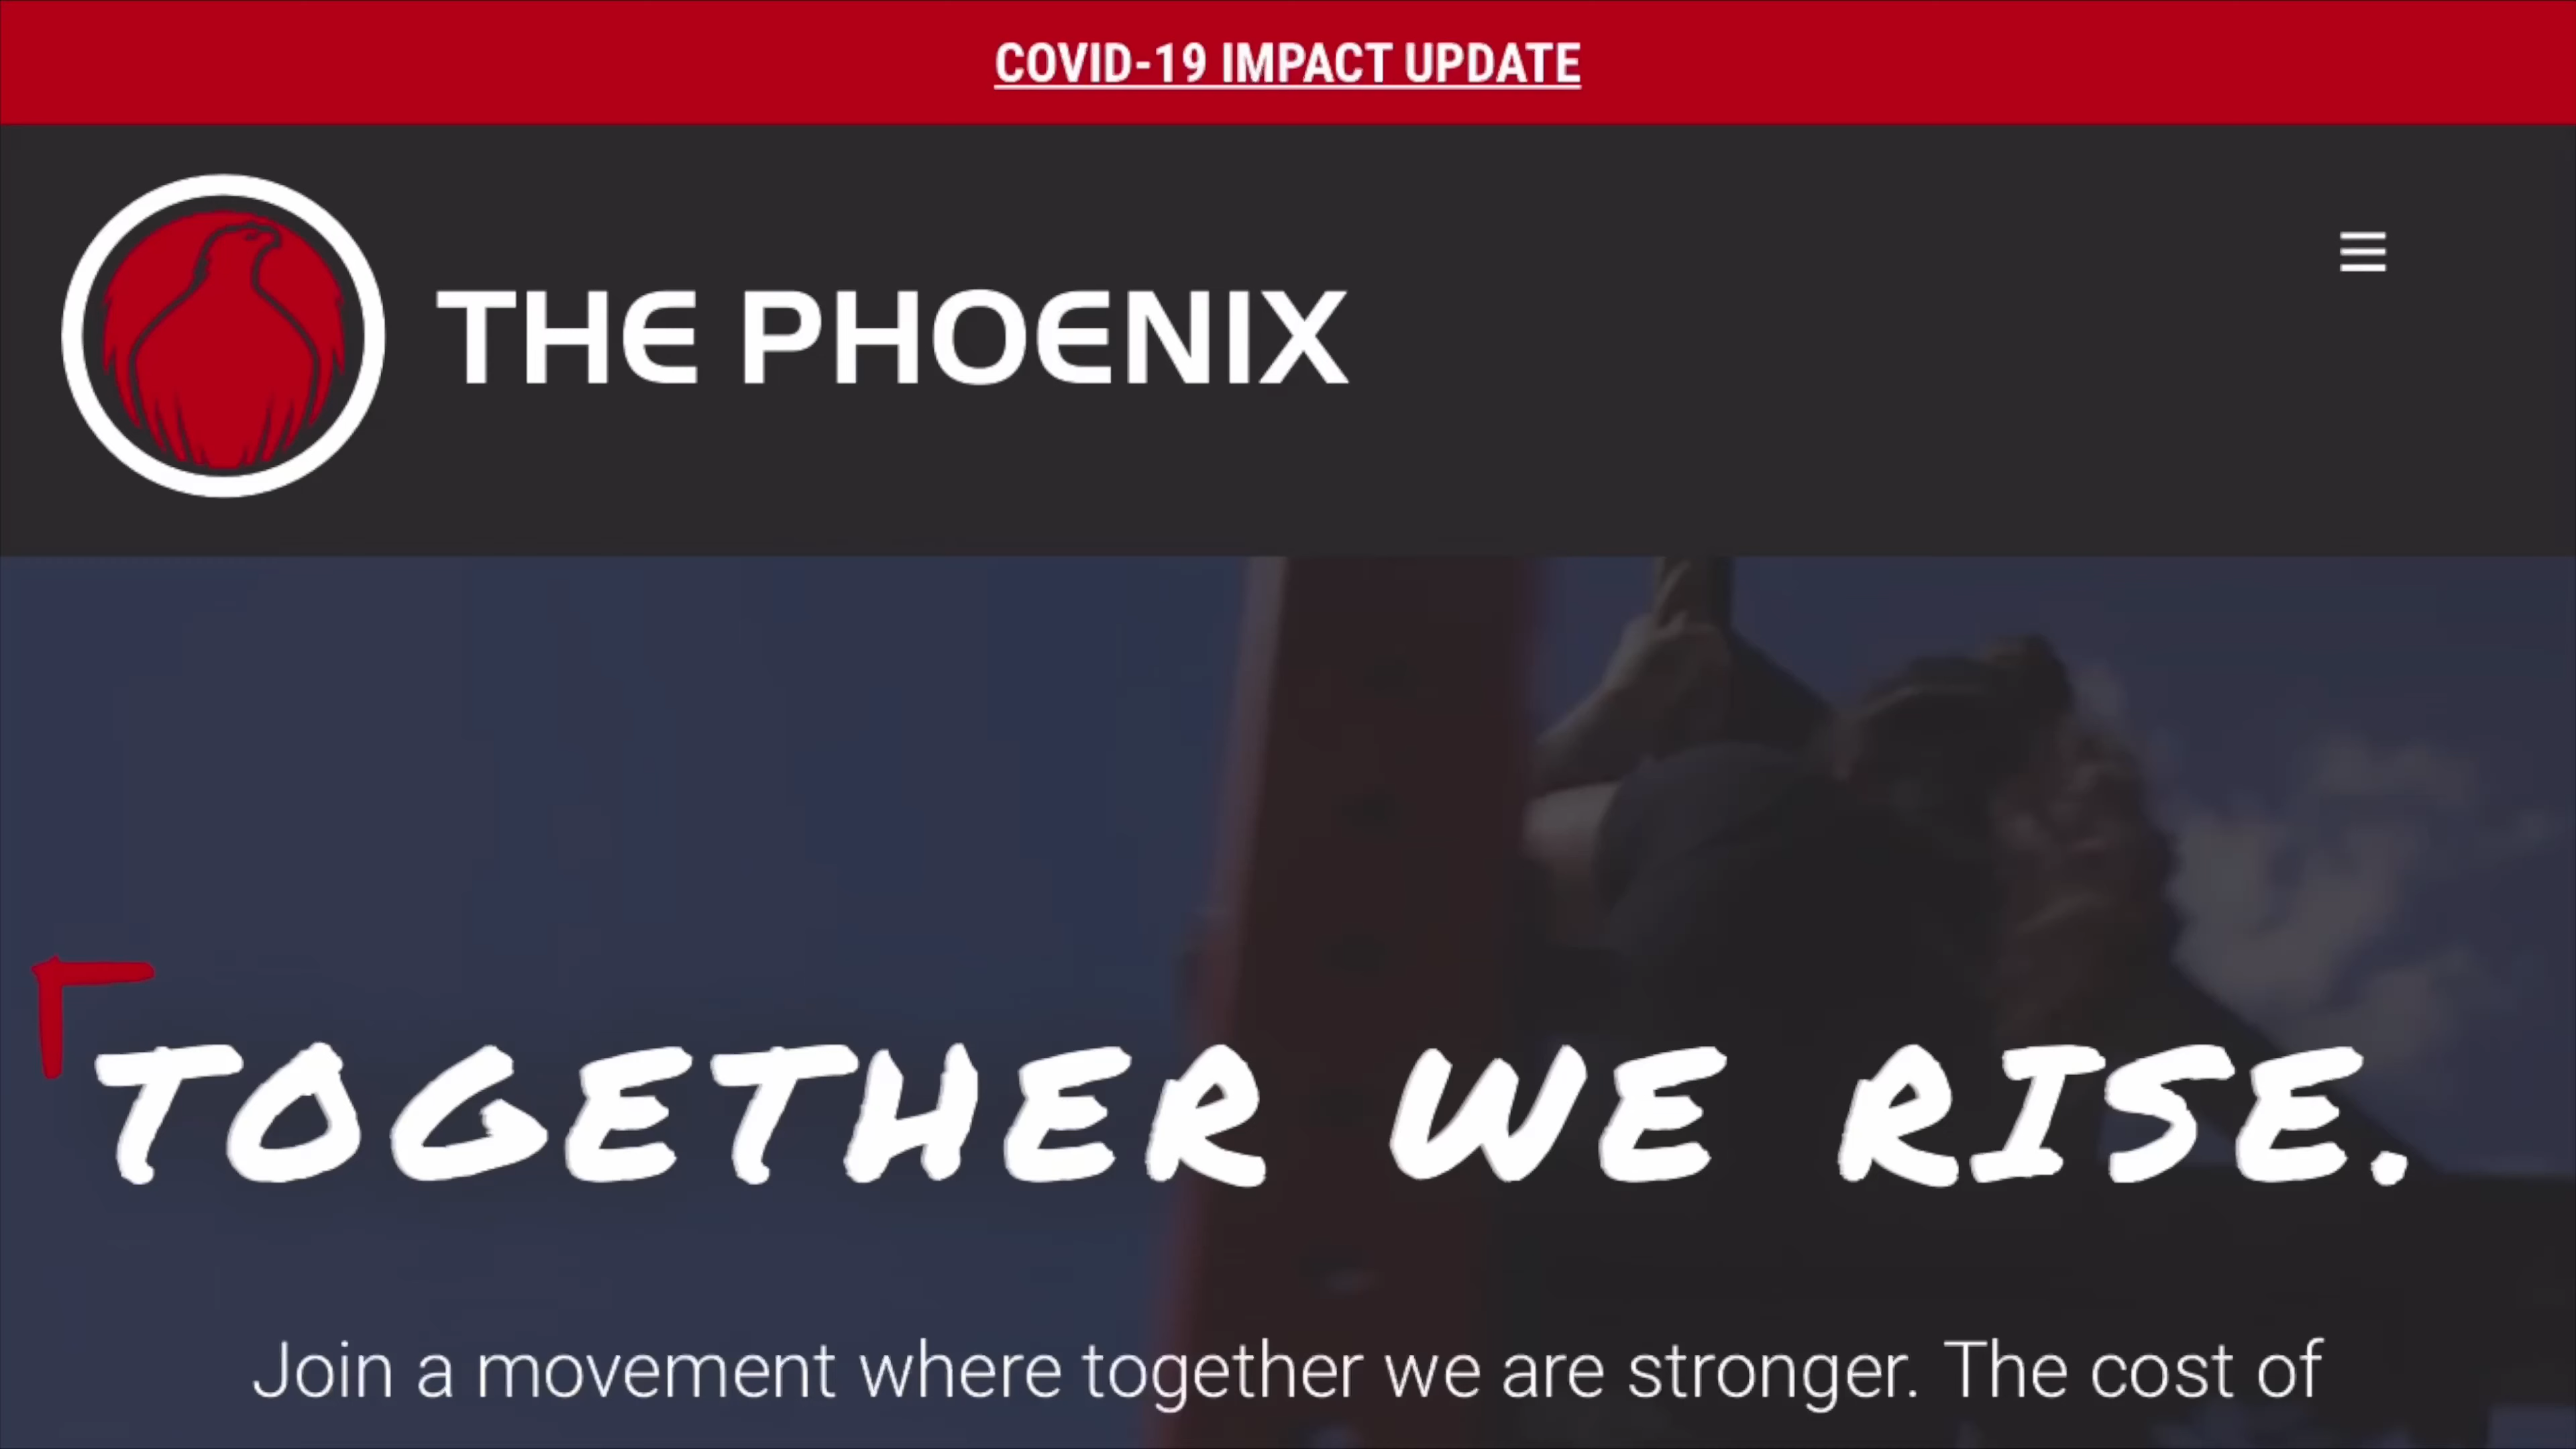 COVID-19 IMPACT UPDATE
THE PHOENIX
TOGETHER WE RISE.
Join a movement where together we are stronger. The cost of